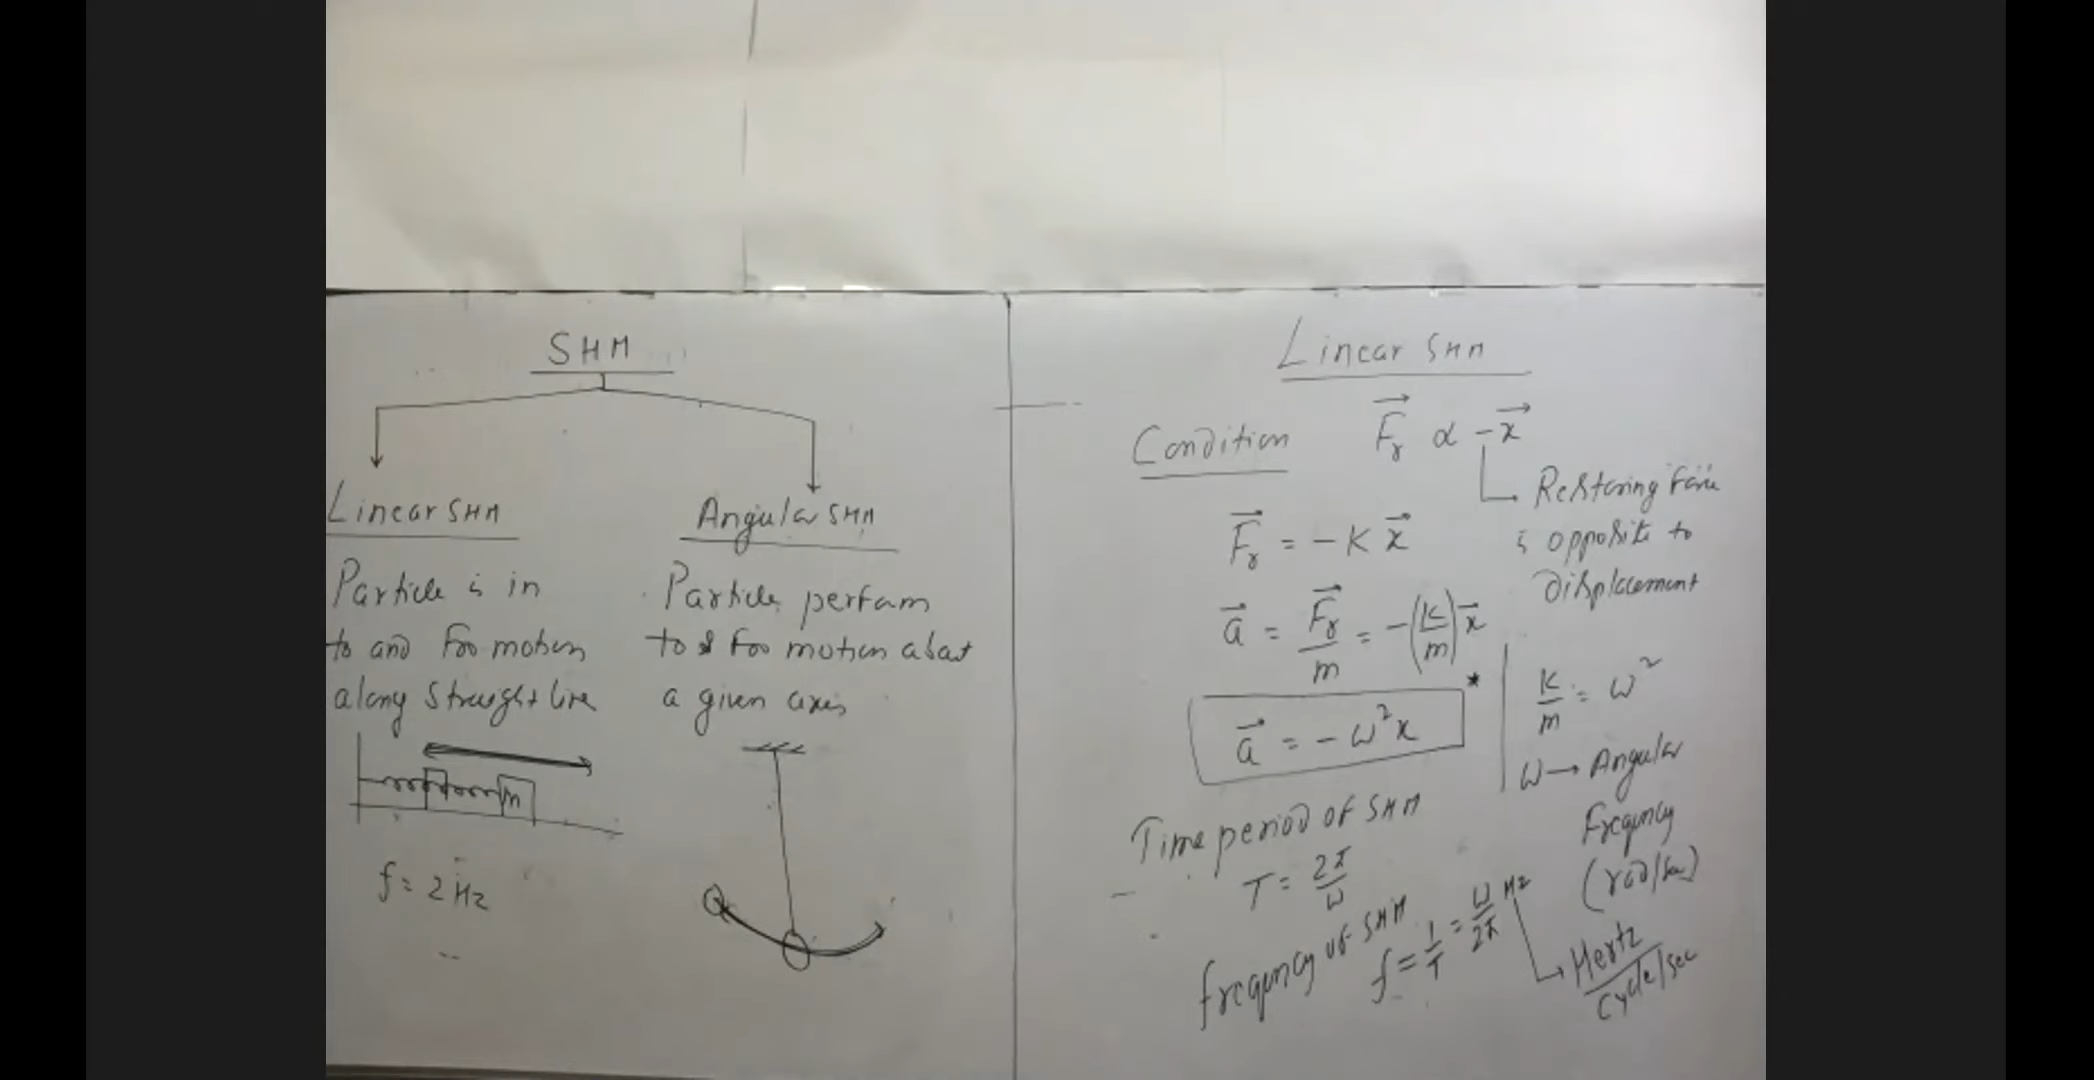 SHM
Linear SHM
Particle is in
to and Fro motion
along Straight line
m
f = 2 Hz
Angular SHM
Particle perform
to & Fro motion about
a given axis
Linear SHM
Condition F⃗r α -x⃗
Restoring Force
is opposite to
Displacement
F⃗r = -K x⃗
a⃗ = F⃗r/m = -(K/m) x⃗
a⃗ = -ω²x *
K/m = ω²
ω → Angular
Frequncy
(rad/sec)
Time period of SHM
T = 2π/ω
frequncy of SHM
f = 1/T = ω/2π Hz
Hertz
cycle/sec